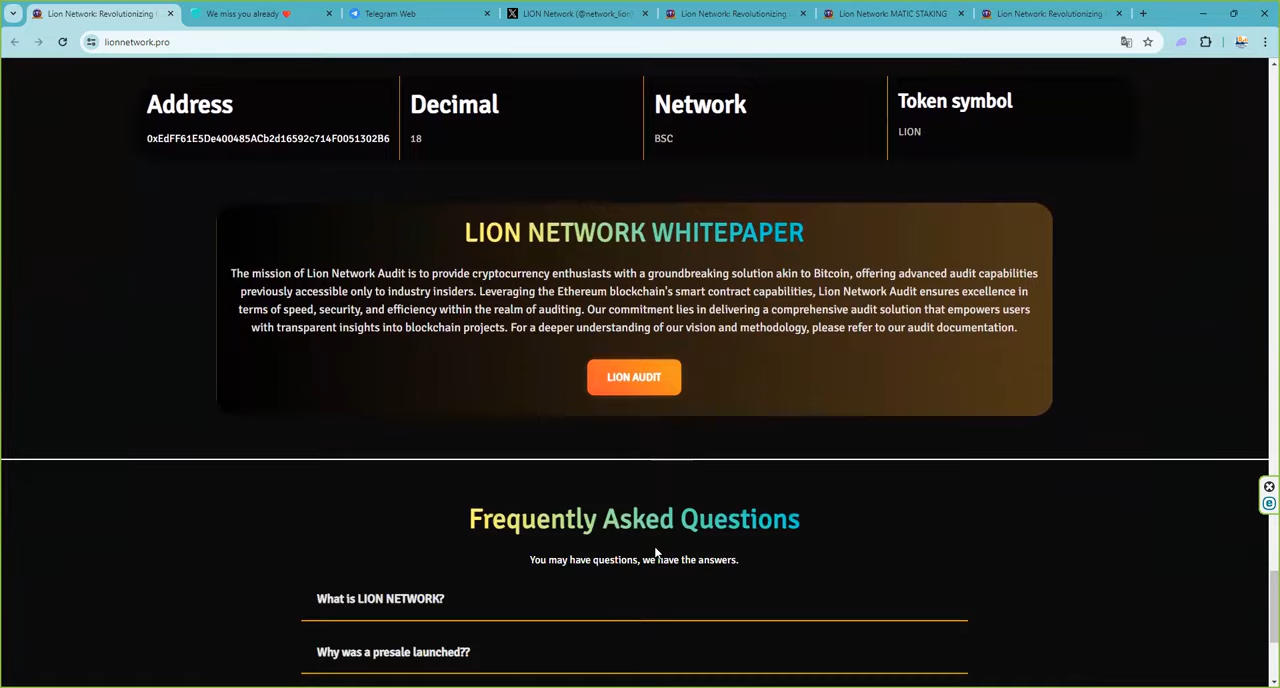 Lion Network: Revolutionizing
We miss you already
Telegram Web
LION Network (@network_lion)
Lion Network: Revolutionizing
Lion Network: MATIC STAKING
Lion Network: Revolutionizing
lionnetwork.pro
Address
Decimal
Network
Token symbol
0xEdFF61E5De400485ACb2d16592c714F0051302B6
18
BSC
LION
LION NETWORK WHITEPAPER
The mission of Lion Network Audit is to provide cryptocurrency enthusiasts with a groundbreaking solution akin to Bitcoin, offering advanced audit capabilities
previously accessible only to industry insiders. Leveraging the Ethereum blockchain's smart contract capabilities, Lion Network Audit ensures excellence in
terms of speed, security, and efficiency within the realm of auditing. Our commitment lies in delivering a comprehensive audit solution that empowers users
with transparent insights into blockchain projects. For a deeper understanding of our vision and methodology, please refer to our audit documentation.
LION AUDIT
Frequently Asked Questions
You may have questions, we have the answers.
What is LION NETWORK?
Why was a presale launched??